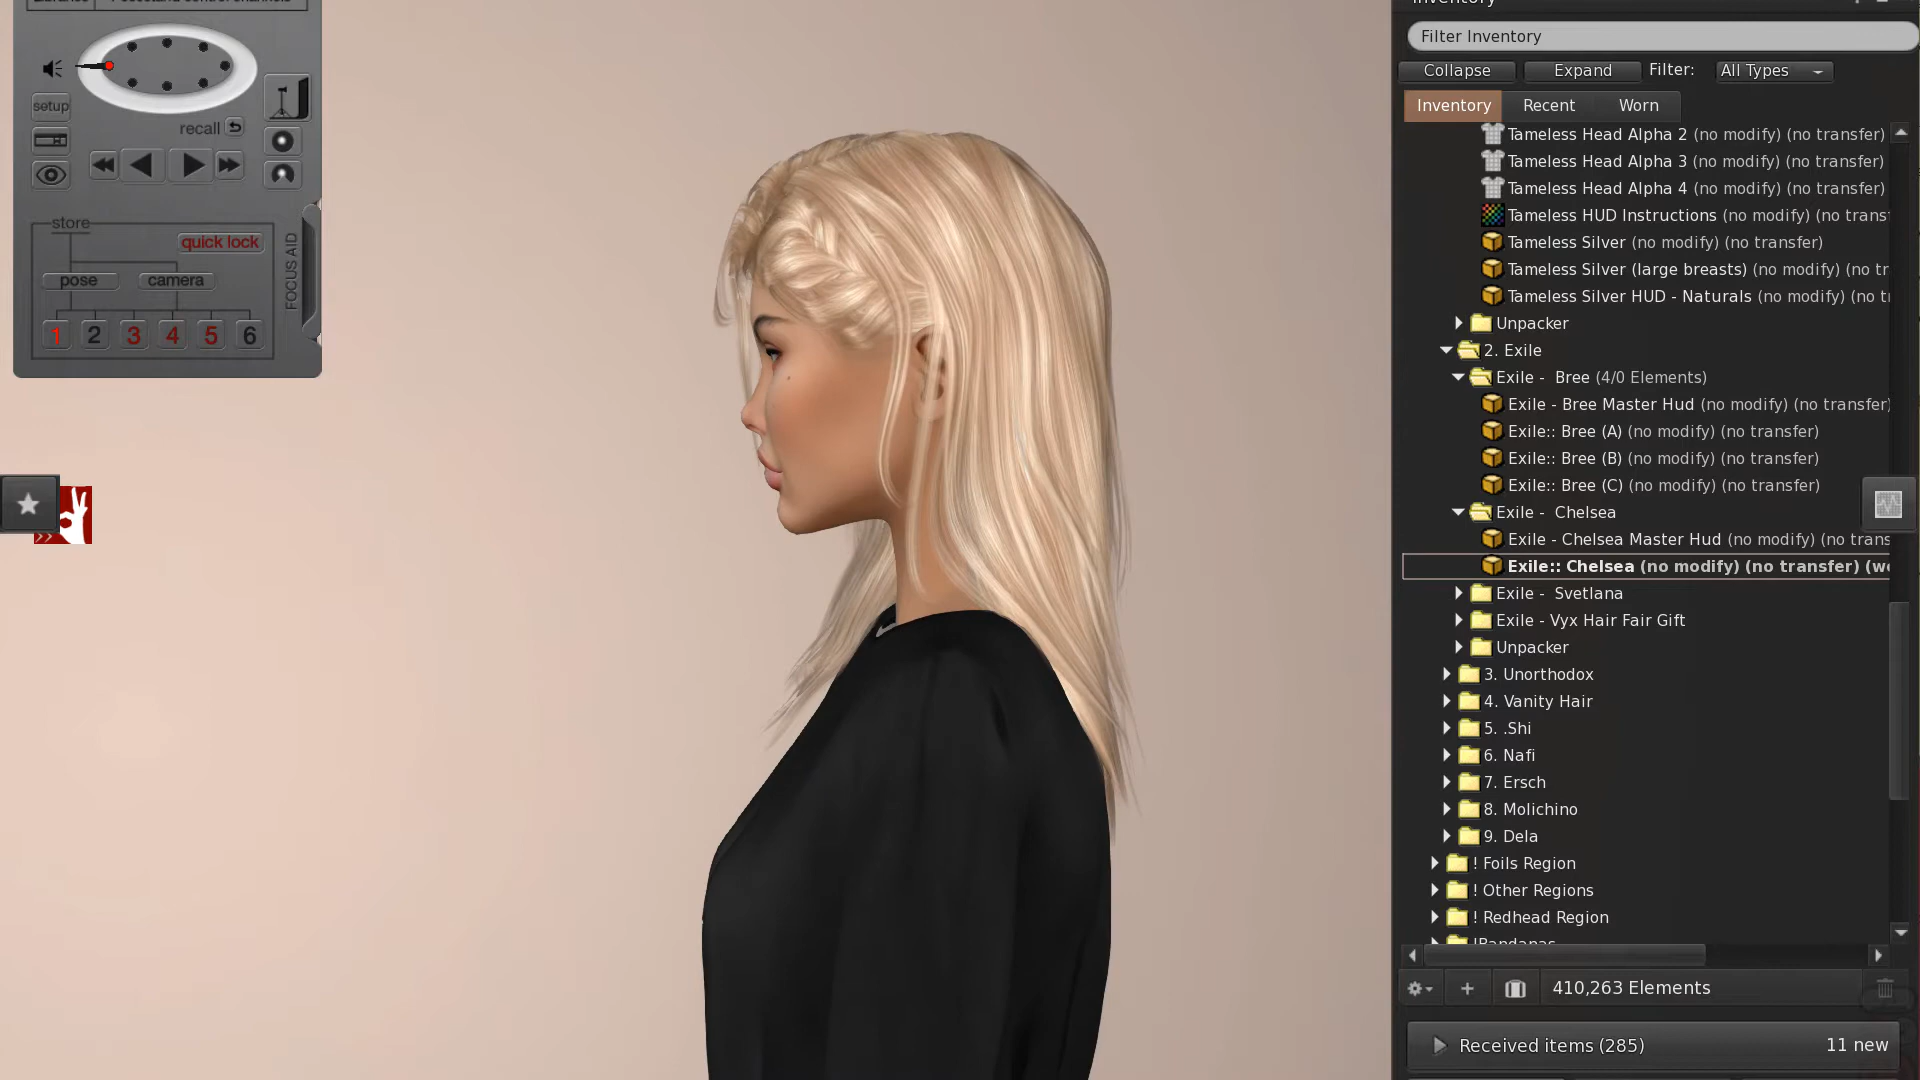 setup
recall
store
quick lock
pose
camera
FOCUS AID
1 2 3 4 5 6
Inventory
Filter Inventory
Collapse
Expand
Filter:
All Types
Inventory
Recent
Worn
Tameless Head Alpha 2 (no modify) (no transfer)
Tameless Head Alpha 3 (no modify) (no transfer)
Tameless Head Alpha 4 (no modify) (no transfer)
Tameless HUD Instructions (no modify) (no trans
Tameless Silver (no modify) (no transfer)
Tameless Silver (large breasts) (no modify) (no tr
Tameless Silver HUD - Naturals (no modify) (no t
Unpacker
2. Exile
Exile - Bree (4/0 Elements)
Exile - Bree Master Hud (no modify) (no transfer)
Exile:: Bree (A) (no modify) (no transfer)
Exile:: Bree (B) (no modify) (no transfer)
Exile:: Bree (C) (no modify) (no transfer)
Exile - Chelsea
Exile - Chelsea Master Hud (no modify) (no trans
Exile:: Chelsea (no modify) (no transfer) (w
Exile - Svetlana
Exile - Vyx Hair Fair Gift
Unpacker
3. Unorthodox
4. Vanity Hair
5. .Shi
6. Nafi
7. Ersch
8. Molichino
9. Dela
! Foils Region
! Other Regions
! Redhead Region
!Bandanas
410,263 Elements
Received items (285)
11 new